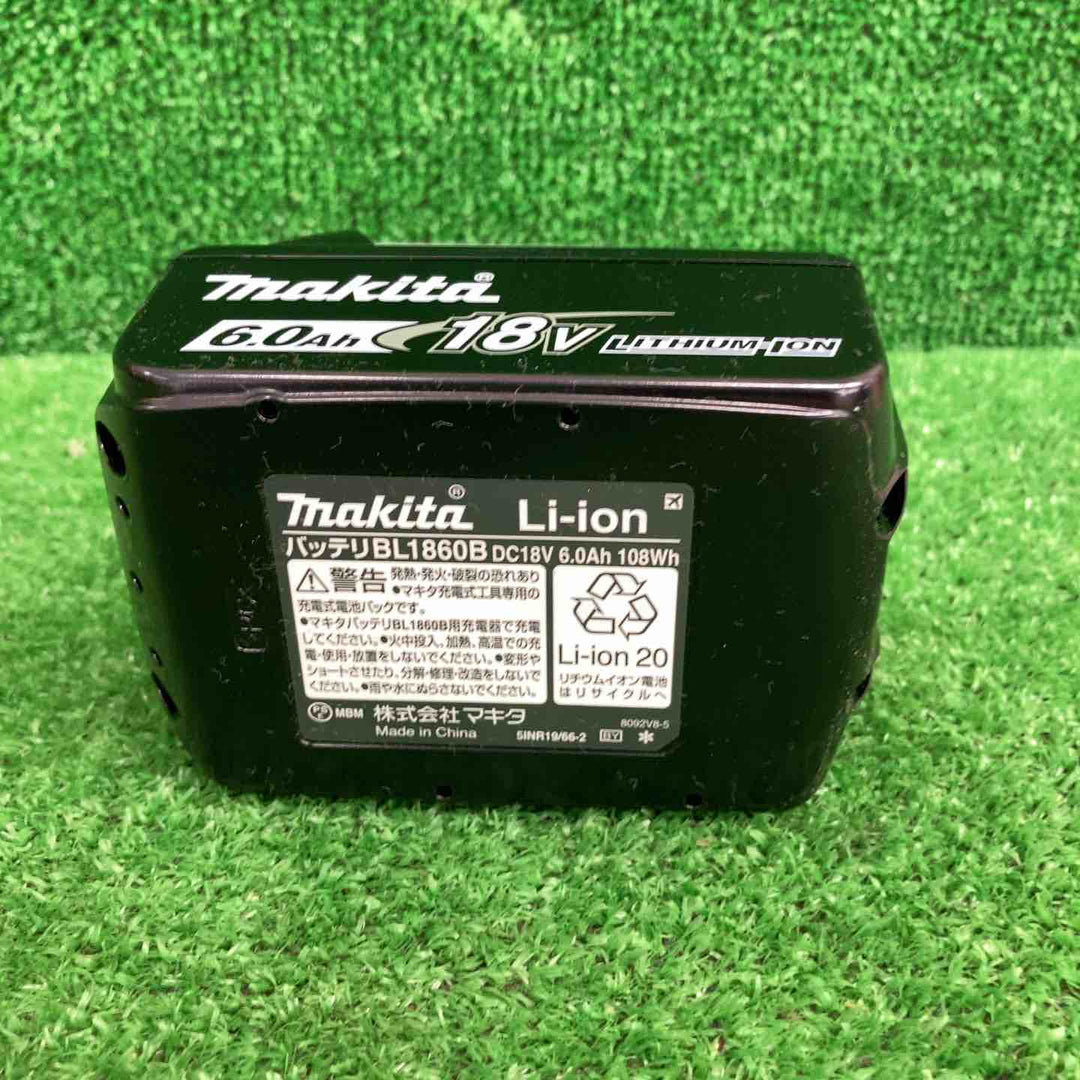 makita®
6.0Ah 18V LITHIUM-ION
makita® Li-ion
バッテリBL1860B DC18V 6.0Ah 108Wh
警告 発熱・発火・破裂の恐れあり
●マキタ充電式工具専用の
充電式電池パックです。
●マキタバッテリBL1860B用充電器で充電
してください。●火中投入、加熱、高温での充
電・使用・放置をしないでください。●変形や
ショートさせたり、分解・修理・改造をしないで
ください。●雨や水にぬらさないでください。
Li-ion 20
リチウムイオン電池
はリサイクルへ
PS E MBM 株式会社マキタ
Made in China
8092V8-5
5INR19/66-2 BY *